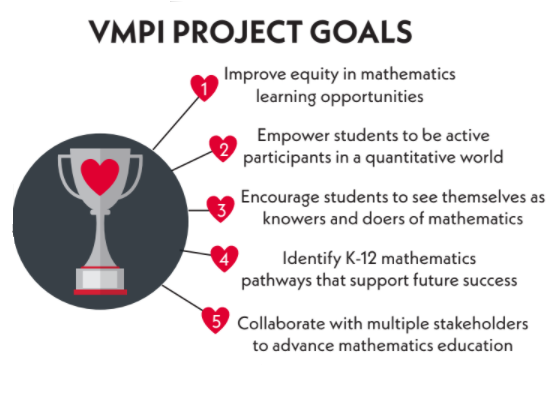 VMPI PROJECT GOALS
1
Improve equity in mathematics
learning opportunities
2
Empower students to be active
participants in a quantitative world
3
Encourage students to see themselves as
knowers and doers of mathematics
4
Identify K-12 mathematics
pathways that support future success
5
Collaborate with multiple stakeholders
to advance mathematics education